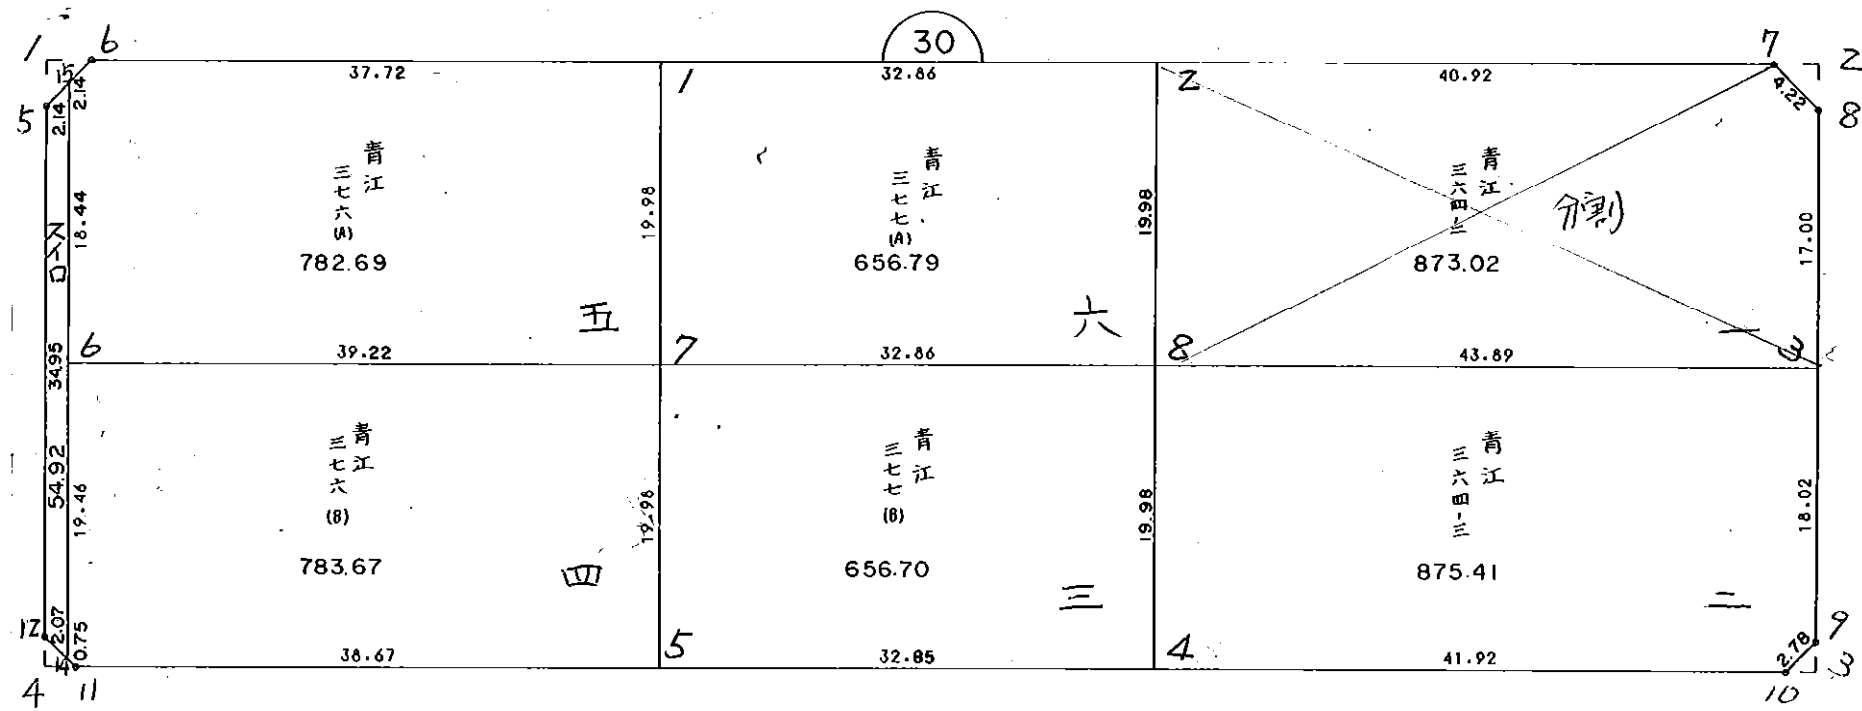 30
1
6
7
2
37.72
1
32.86
2
40.92
15
5
2.14
2.14
4.22
8
青江
三七六
(A)
782.69
五
青江
三七七
(A)
656.79
六
青江
三六四-三
873.02
分割
一
18.44
スイロ
19.98
19.98
17.00
6
39.22
7
32.86
8
43.89
3
34.95
54.92
19.46
青江
三七六
(B)
783.67
四
青江
三七七
(B)
656.70
三
青江
三六四-三
875.41
二
19.98
19.98
18.02
12
2.07
0.75
9
2.78
38.67
5
32.85
4
41.92
3
4
11
10